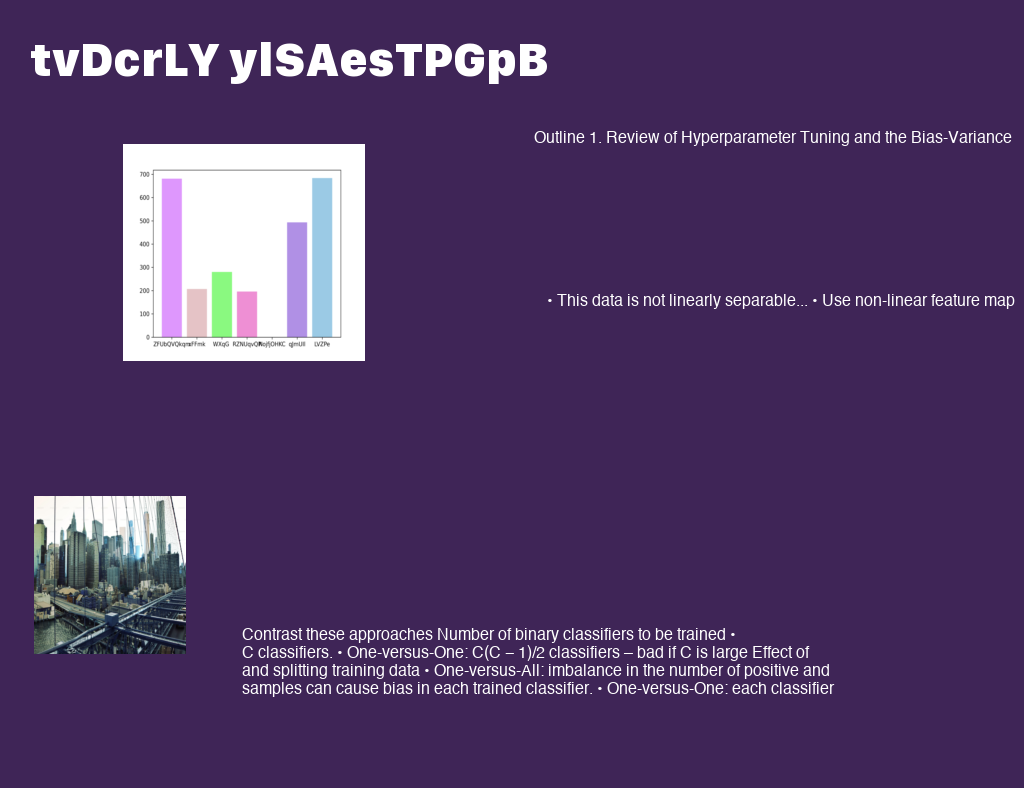 tvDcrLY ylSAesTPGpB
Outline 1. Review of Hyperparameter Tuning and the Bias-Variance
700
600
500
400
300
200
100
0
WXqG qjmUll LVZPe
• This data is not linearly separable... • Use non-linear feature map
Contrast these approaches Number of binary classifiers to be trained •
C classifiers. • One-versus-One: C(C – 1)/2 classifiers – bad if C is large Effect of
and splitting training data • One-versus-All: imbalance in the number of positive and
samples can cause bias in each trained classifier. • One-versus-One: each classifier